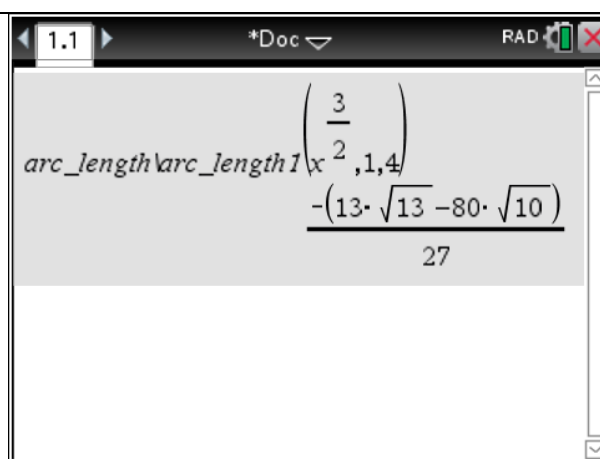 1.1 *Doc RAD
arc_length\arc_length1(x^(3/2),1,4)
-(13·√13-80·√10)
27